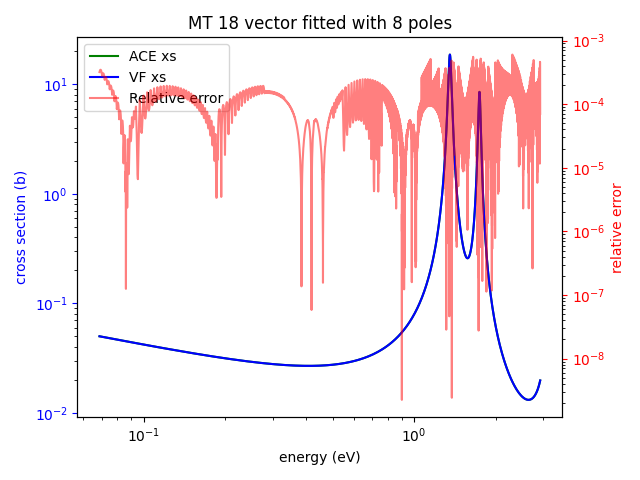 MT 18 vector fitted with 8 poles
ACE xs
VF xs
Relative error
cross section (b)
10¹
10⁰
10⁻¹
10⁻²
10⁻³
10⁻⁴
10⁻⁵
10⁻⁶
10⁻⁷
10⁻⁸
relative error
10⁻¹
10⁰
energy (eV)